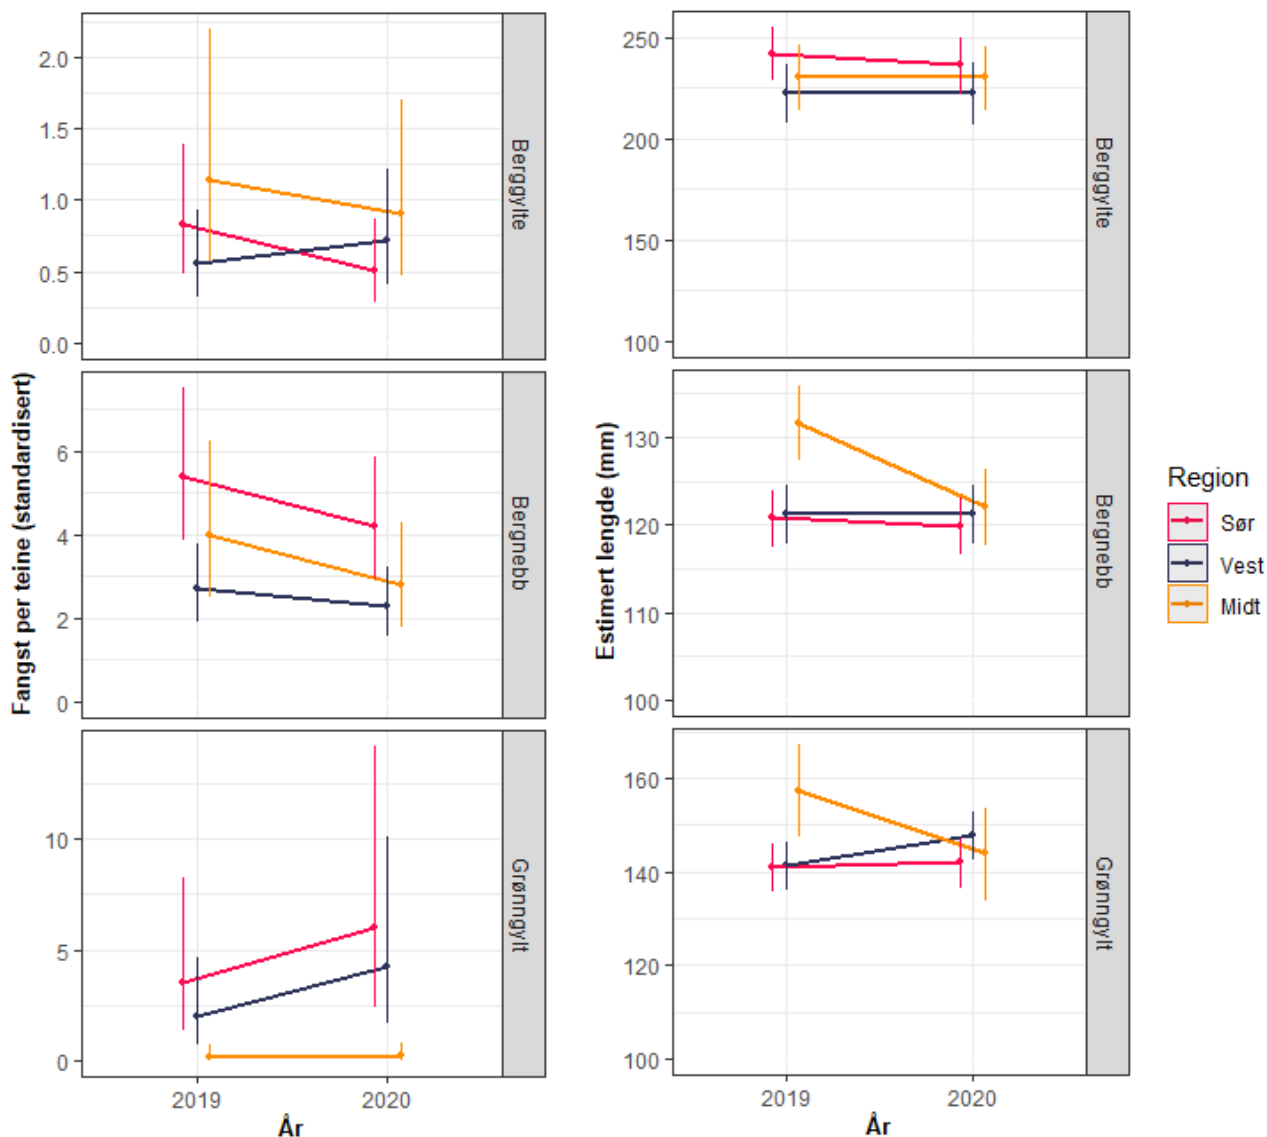 Fangst per teine (standardisert)
2.0
1.5
1.0
0.5
0.0
Berggylte
6
4
2
0
Bergnebb
10
5
0
Grønngylt
2019
2020
År
Estimert lengde (mm)
250
200
150
100
Berggylte
130
120
110
100
Bergnebb
160
140
120
100
Grønngylt
2019
2020
År
Region
Sør
Vest
Midt